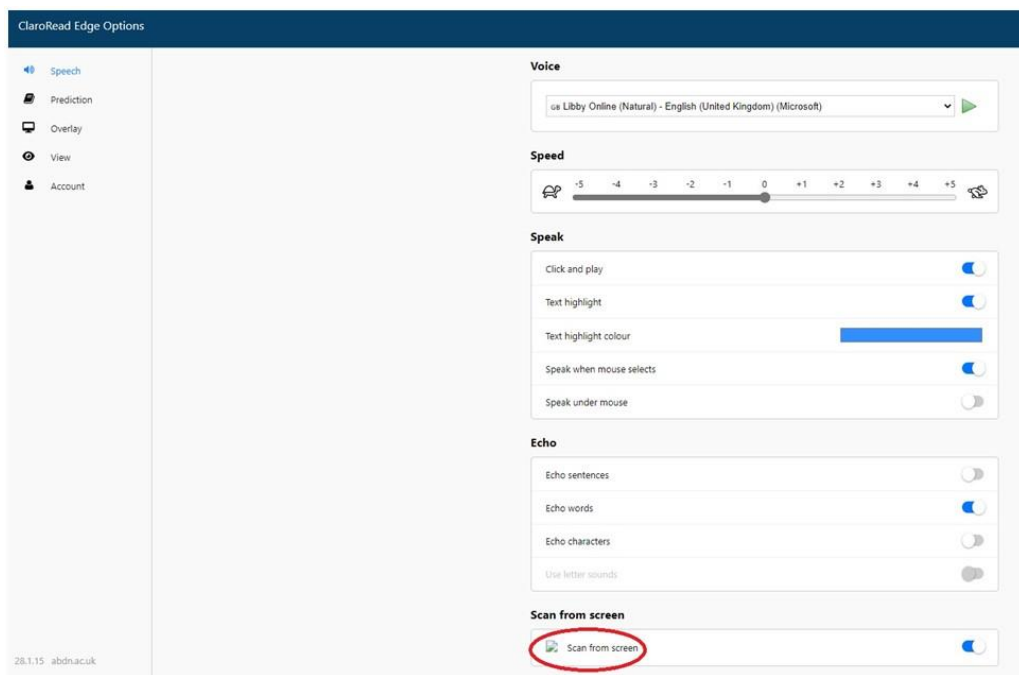 ClaroRead Edge Options
Speech
Prediction
Overlay
View
Account
Voice
GB Libby Online (Natural) - English (United Kingdom) (Microsoft)
Speed
-5 -4 -3 -2 -1 0 +1 +2 +3 +4 +5
Speak
Click and play
Text highlight
Text highlight colour
Speak when mouse selects
Speak under mouse
Echo
Echo sentences
Echo words
Echo characters
Use letter sounds
Scan from screen
Scan from screen
28.1.15 abdn.ac.uk